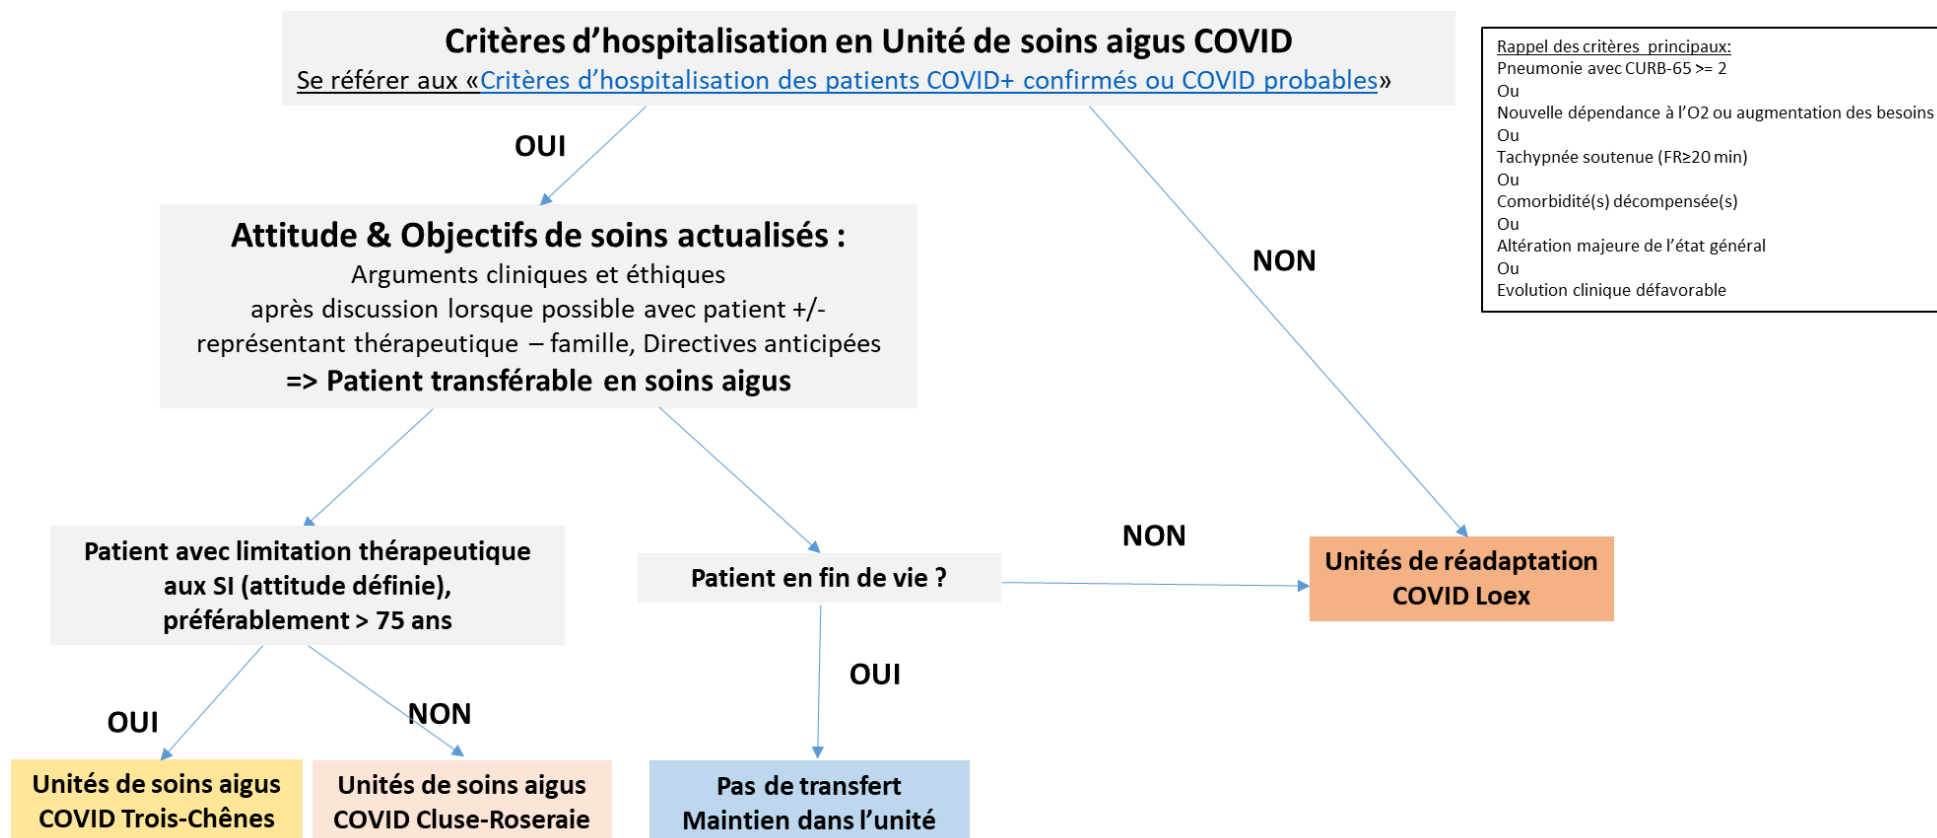 Critères d’hospitalisation en Unité de soins aigus COVID
Se référer aux «Critères d’hospitalisation des patients COVID+ confirmés ou COVID probables»
Rappel des critères principaux:
Pneumonie avec CURB-65 >= 2
Ou
Nouvelle dépendance à l’O2 ou augmentation des besoins
Ou
Tachypnée soutenue (FR≥20 min)
Ou
Comorbidité(s) décompensée(s)
Ou
Altération majeure de l’état général
Ou
Evolution clinique défavorable
OUI
NON
Attitude & Objectifs de soins actualisés :
Arguments cliniques et éthiques
après discussion lorsque possible avec patient +/-
représentant thérapeutique – famille, Directives anticipées
=> Patient transférable en soins aigus
Patient avec limitation thérapeutique
aux SI (attitude définie),
préférablement > 75 ans
Patient en fin de vie ?
NON
Unités de réadaptation
COVID Loex
OUI
NON
OUI
Unités de soins aigus
COVID Trois-Chênes
Unités de soins aigus
COVID Cluse-Roseraie
Pas de transfert
Maintien dans l’unité